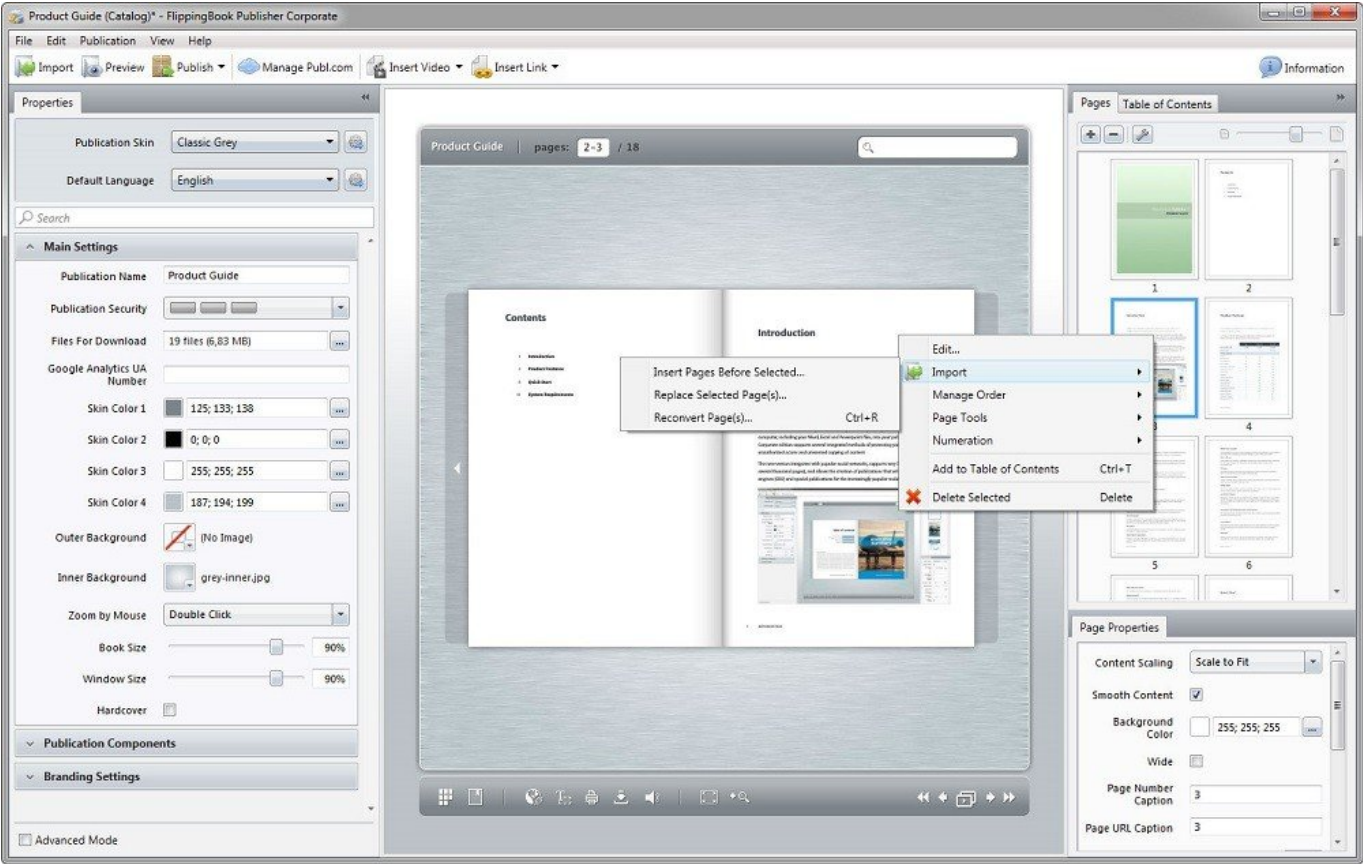 Product Guide (Catalog)* - FlippingBook Publisher Corporate
File Edit Publication View Help
Import Preview Publish Manage Publ.com Insert Video Insert Link Information
Properties
Publication Skin Classic Grey
Default Language English
Search
Main Settings
Publication Name Product Guide
Publication Security
Files For Download 19 files (6,83 MB) ...
Google Analytics UA
Number
Skin Color 1 125; 133; 138 ...
Skin Color 2 0; 0; 0 ...
Skin Color 3 255; 255; 255 ...
Skin Color 4 187; 194; 199 ...
Outer Background (No Image)
Inner Background grey-inner.jpg
Zoom by Mouse Double Click
Book Size 90%
Window Size 90%
Hardcover
Publication Components
Branding Settings
Advanced Mode
Product Guide pages: 2-3 / 18
Contents
Introduction
Product Features
Quick Start
System Requirements
Introduction
Insert Pages Before Selected...
Replace Selected Page(s)...
Reconvert Page(s)... Ctrl+R
Edit...
Import
Manage Order
Page Tools
Numeration
Add to Table of Contents Ctrl+T
Delete Selected Delete
Pages Table of Contents
1 2
3 4
5 6
Page Properties
Content Scaling Scale to Fit
Smooth Content
Background
Color 255; 255; 255 ...
Wide
Page Number
Caption 3
Page URL Caption 3